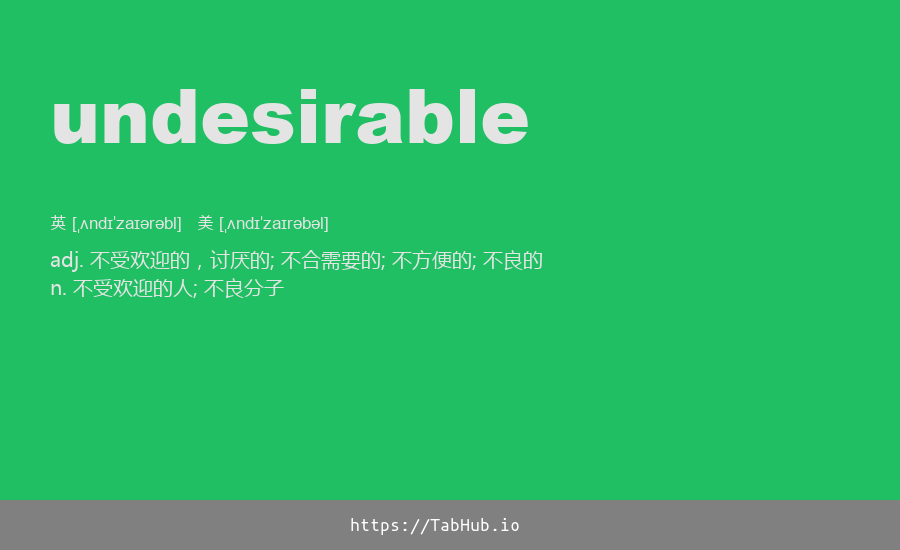 undesirable
英 [ˌʌndɪˈzaɪərəbl] 美 [ˌʌndɪˈzaɪrəbəl]
adj. 不受欢迎的，讨厌的; 不合需要的; 不方便的; 不良的
n. 不受欢迎的人; 不良分子
https://TabHub.io